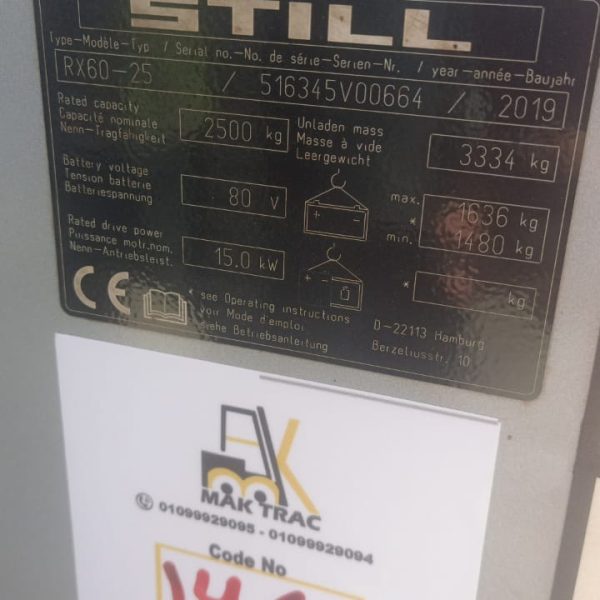 STILL
Type-Modèle-Typ / Serial no.-No. de série-Serien-Nr. / year-année-Baujahr
RX60-25 / 516345V00664 / 2019
Rated capacity
Capacité nominale
Nenn-Tragfähigkeit
2500 kg
Unladen mass
Masse à vide
Leergewicht
3334 kg
Battery voltage
Tension batterie
Batteriespannung
80 V
+ -
max.
*
min.
1636 kg
1480 kg
Rated drive power
Puissance motr.nom.
Nenn-Antriebsleist.
15.0 kW
+ -
* kg
CE
* see Operating instructions
voir Mode d'emploi
siehe Betriebsanleitung
D-22113 Hamburg
Berzeliusstr. 10
MAK TRAC
01099929095 - 01099929094
Code No